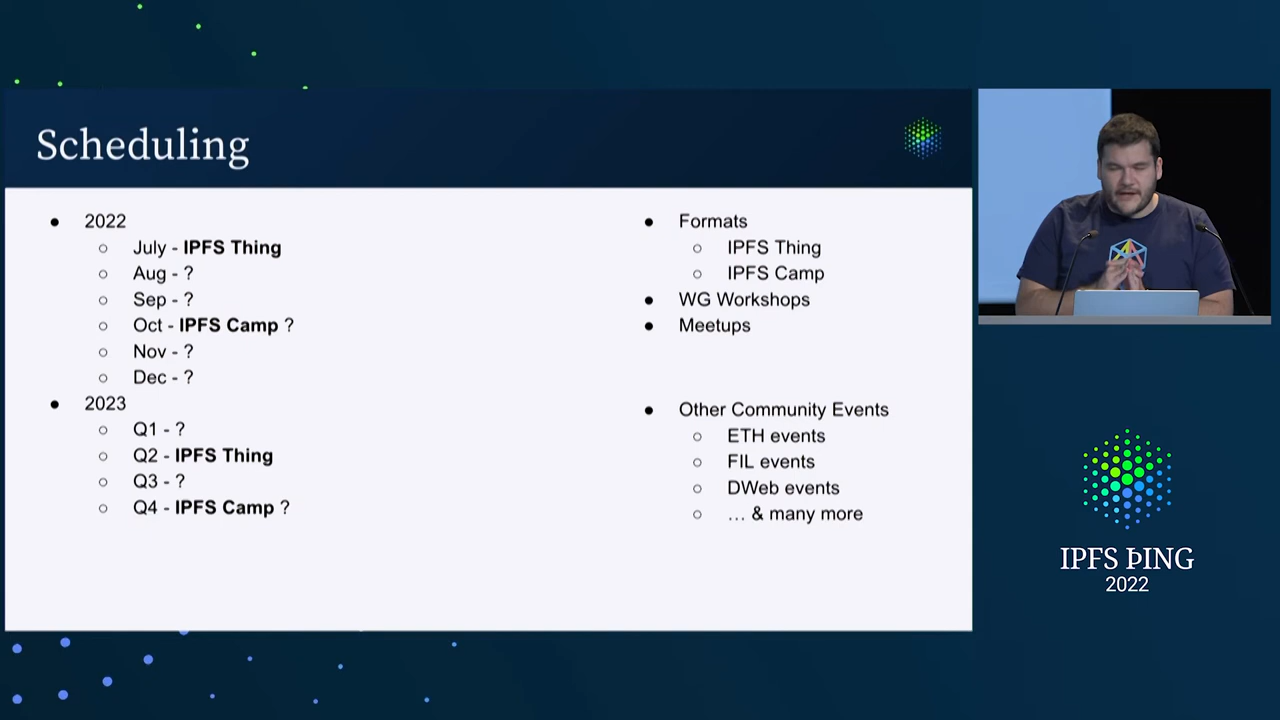 Scheduling
● 2022
○ July - IPFS Thing
○ Aug - ?
○ Sep - ?
○ Oct - IPFS Camp ?
○ Nov - ?
○ Dec - ?
● 2023
○ Q1 - ?
○ Q2 - IPFS Thing
○ Q3 - ?
○ Q4 - IPFS Camp ?
● Formats
○ IPFS Thing
○ IPFS Camp
● WG Workshops
● Meetups
● Other Community Events
○ ETH events
○ FIL events
○ DWeb events
○ … & many more
IPFS ÞING
2022